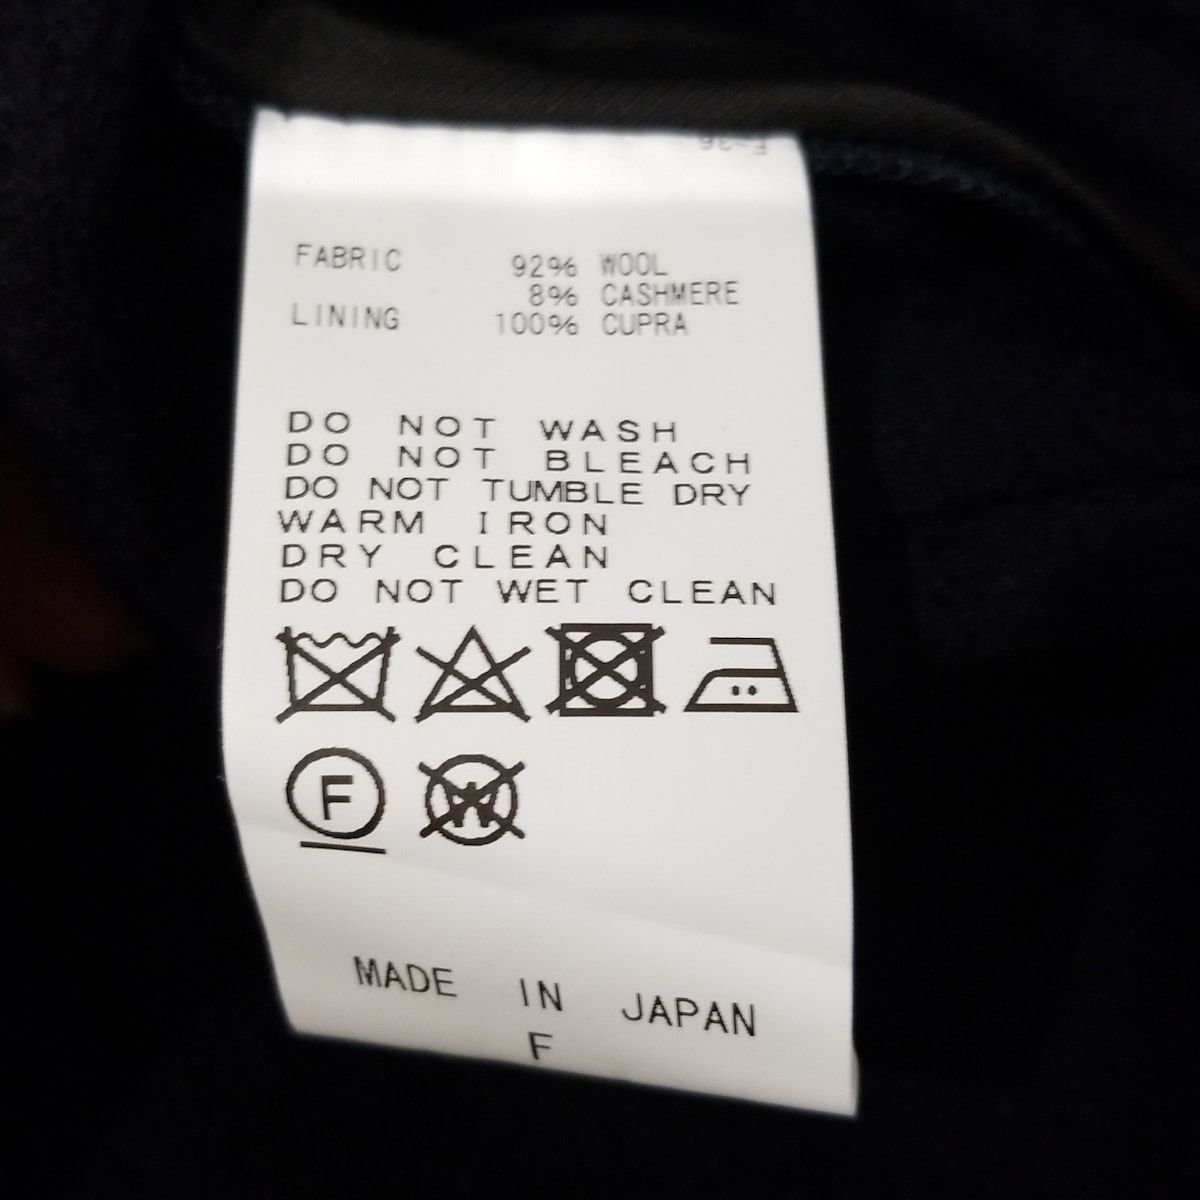 FABRIC 92% WOOL
8% CASHMERE
LINING 100% CUPRA
DO NOT WASH
DO NOT BLEACH
DO NOT TUMBLE DRY
WARM IRON
DRY CLEAN
DO NOT WET CLEAN
F W
MADE IN JAPAN
F